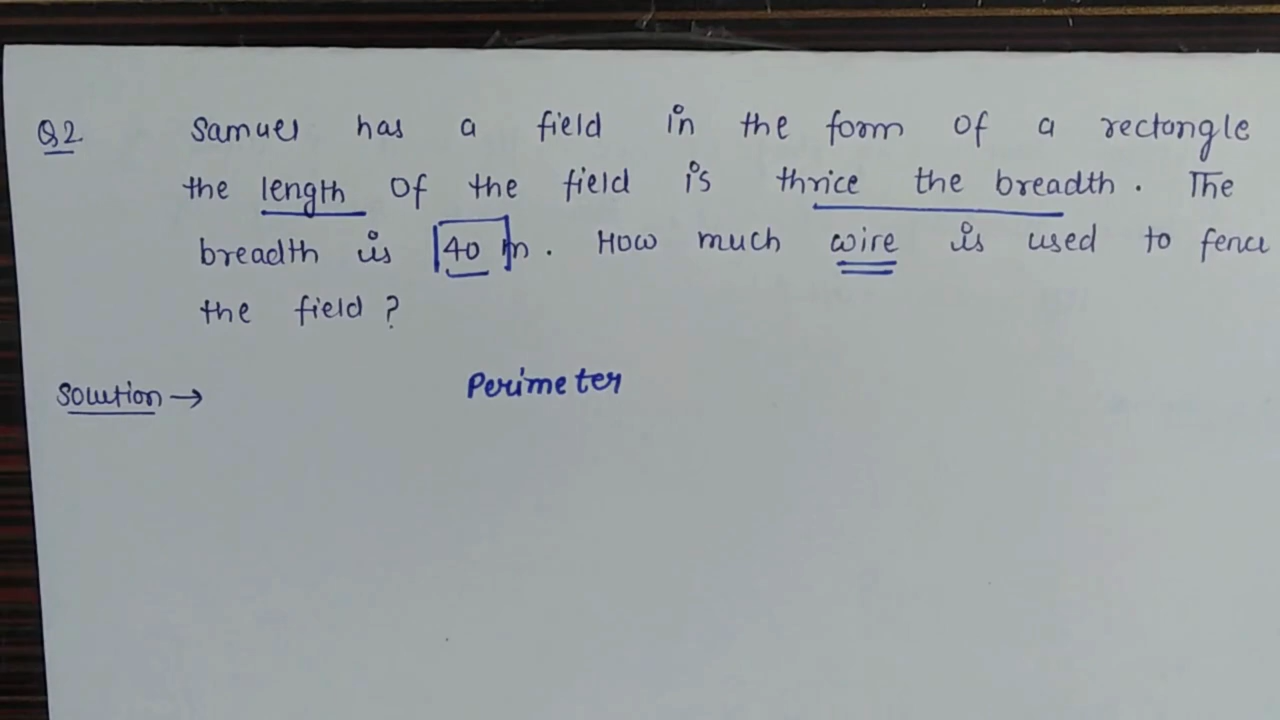 Q2 Samuel has a field in the form of a rectangle
the length of the field is thrice the breadth. The
breadth is 40 m. How much wire is used to fence
the field?
Solution → Perimeter